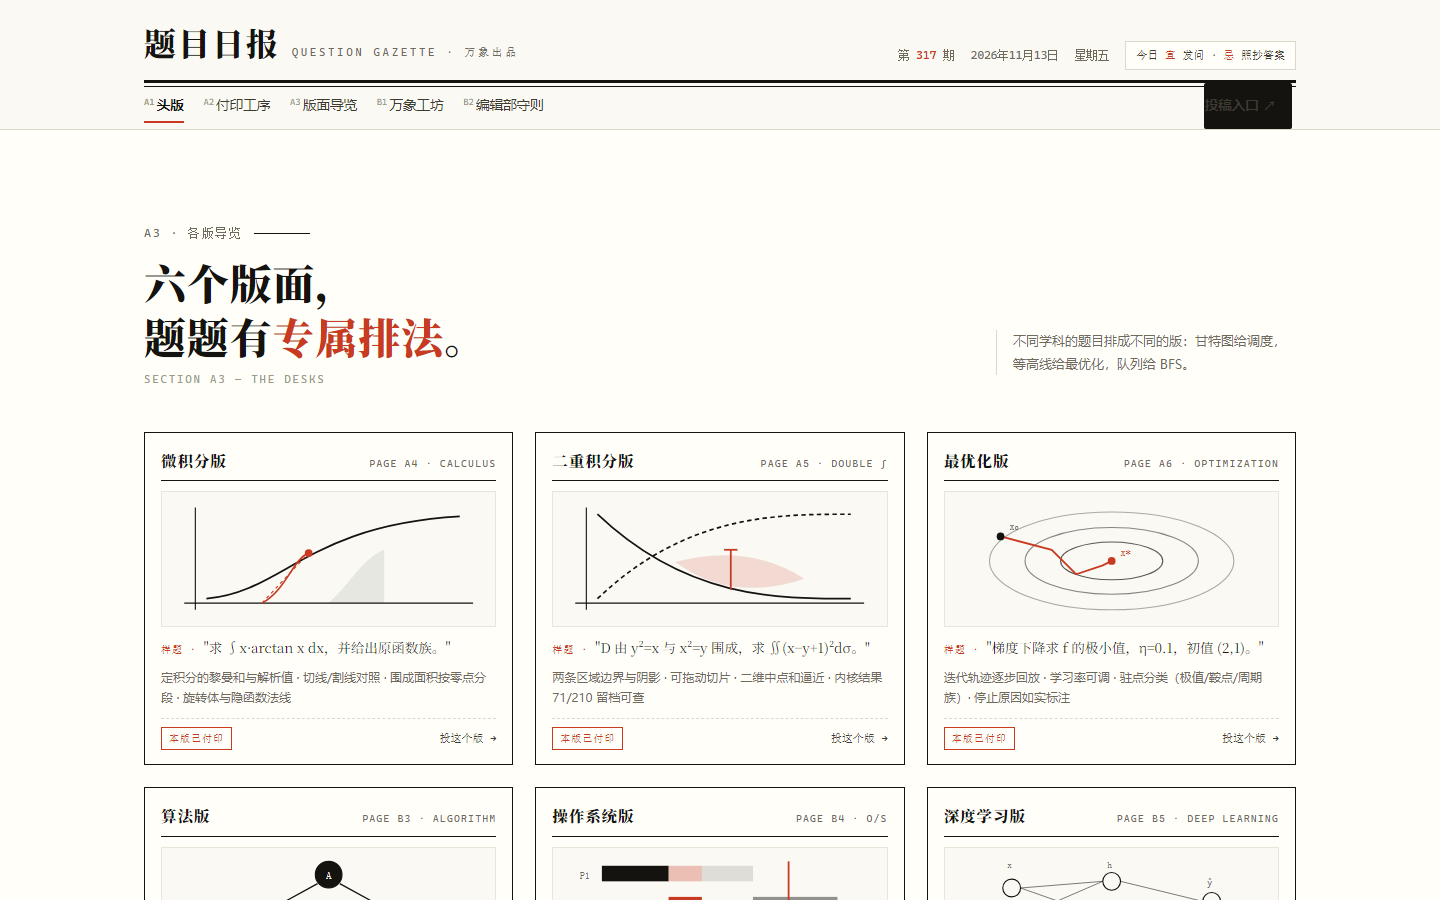 题目日报 QUESTION GAZETTE · 万象出品
第 317 期 2026年11月13日 星期五 今日 宜 发问 · 忌 照抄答案
A1 头版 A2 付印工序 A3 版面导览 B1 万象工坊 B2 编辑部守则 投稿入口 ↗
A3 · 各版导览
六个版面，
题题有专属排法。
SECTION A3 — THE DESKS
不同学科的题目排成不同的版：甘特图给调度，
等高线给最优化，队列给 BFS。
微积分版 PAGE A4 · CALCULUS
样题 · "求 ∫ x·arctan x dx，并给出原函数族。"
定积分的黎曼和与解析值 · 切线/割线对照 · 围成面积按零点分
段 · 旋转体与隐函数法线
本版已付印 投这个版 →
二重积分版 PAGE A5 · DOUBLE ∫
样题 · "D 由 y²=x 与 x²=y 围成，求 ∬(x−y+1)²dσ。"
两条区域边界与阴影 · 可拖动切片 · 二维中点和逼近 · 内核结果
71/210 留档可查
本版已付印 投这个版 →
最优化版 PAGE A6 · OPTIMIZATION
x₀
x*
样题 · "梯度下降求 f 的极小值，η=0.1，初值 (2,1)。"
迭代轨迹逐步回放 · 学习率可调 · 驻点分类（极值/鞍点/周期
族）· 停止原因如实标注
本版已付印 投这个版 →
算法版 PAGE B3 · ALGORITHM
A
操作系统版 PAGE B4 · O/S
P1
深度学习版 PAGE B5 · DEEP LEARNING
x h ŷ